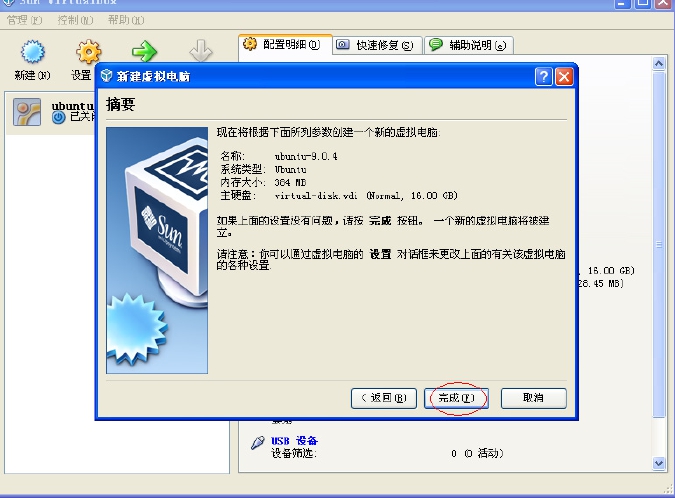 Sun VirtualBox
管理(F) 控制(M) 帮助(H)
新建(N) 设置
配置明细(D) 快速修复(S) 辅助说明(e)
ubuntu
已关
新建虚拟电脑
摘要
现在将根据下面所列参数创建一个新的虚拟电脑:
名称: ubuntu-9.0.4
系统类型: Ubuntu
内存大小: 384 MB
主硬盘: virtual-disk.vdi (Normal, 16.00 GB)
如果上面的设置没有问题,请按 完成 按钮。 一个新的虚拟电脑将被建
立。
请注意:你可以通过虚拟电脑的 设置 对话框来更改上面的有关该虚拟电脑
的各种设置.
Sun
microsystems
, 16.00 GB)
28.45 MB)
< 返回(B) 完成(F) 取消
USB 设备
设备筛选: 0 (0 活动)